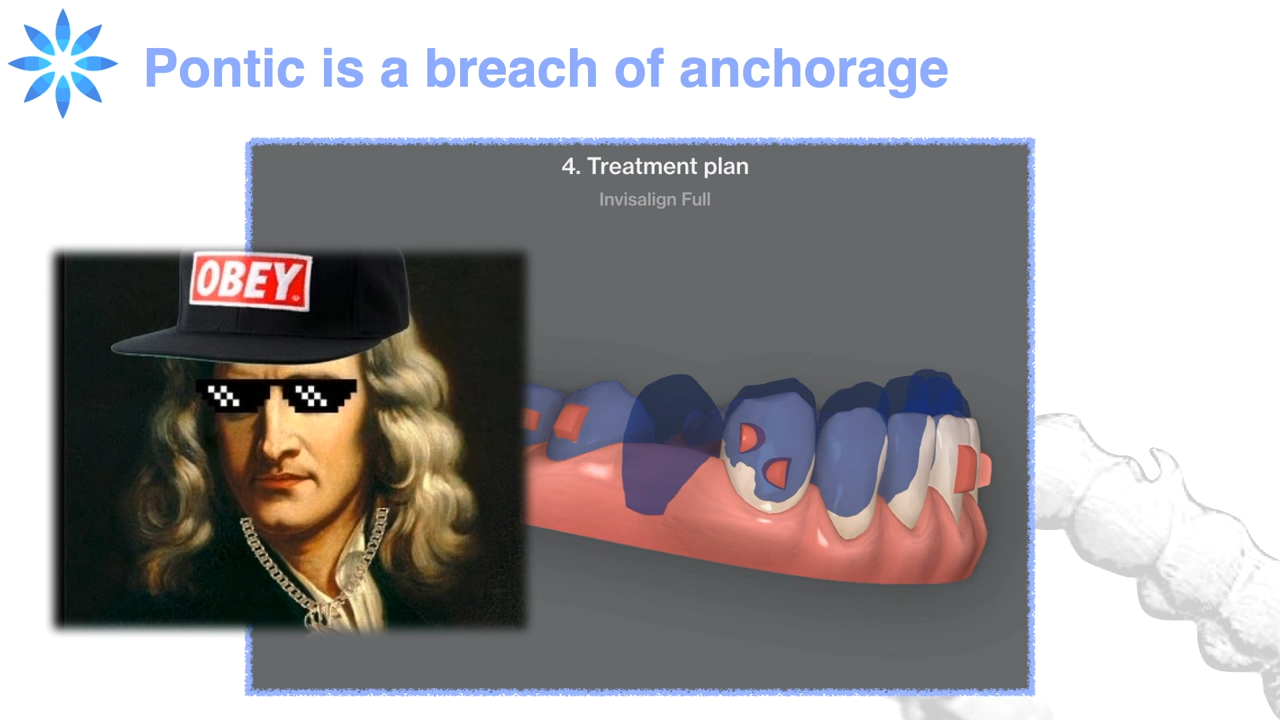 Pontic is a breach of anchorage
4. Treatment plan
Invisalign Full
OBEY.